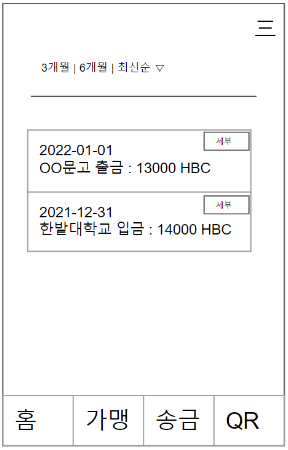 三
3개월 | 6개월 | 최신순 ▽
세부
2022-01-01
OO문고 출금 : 13000 HBC
세부
2021-12-31
한밭대학교 입금 : 14000 HBC
홈 가맹 송금 QR